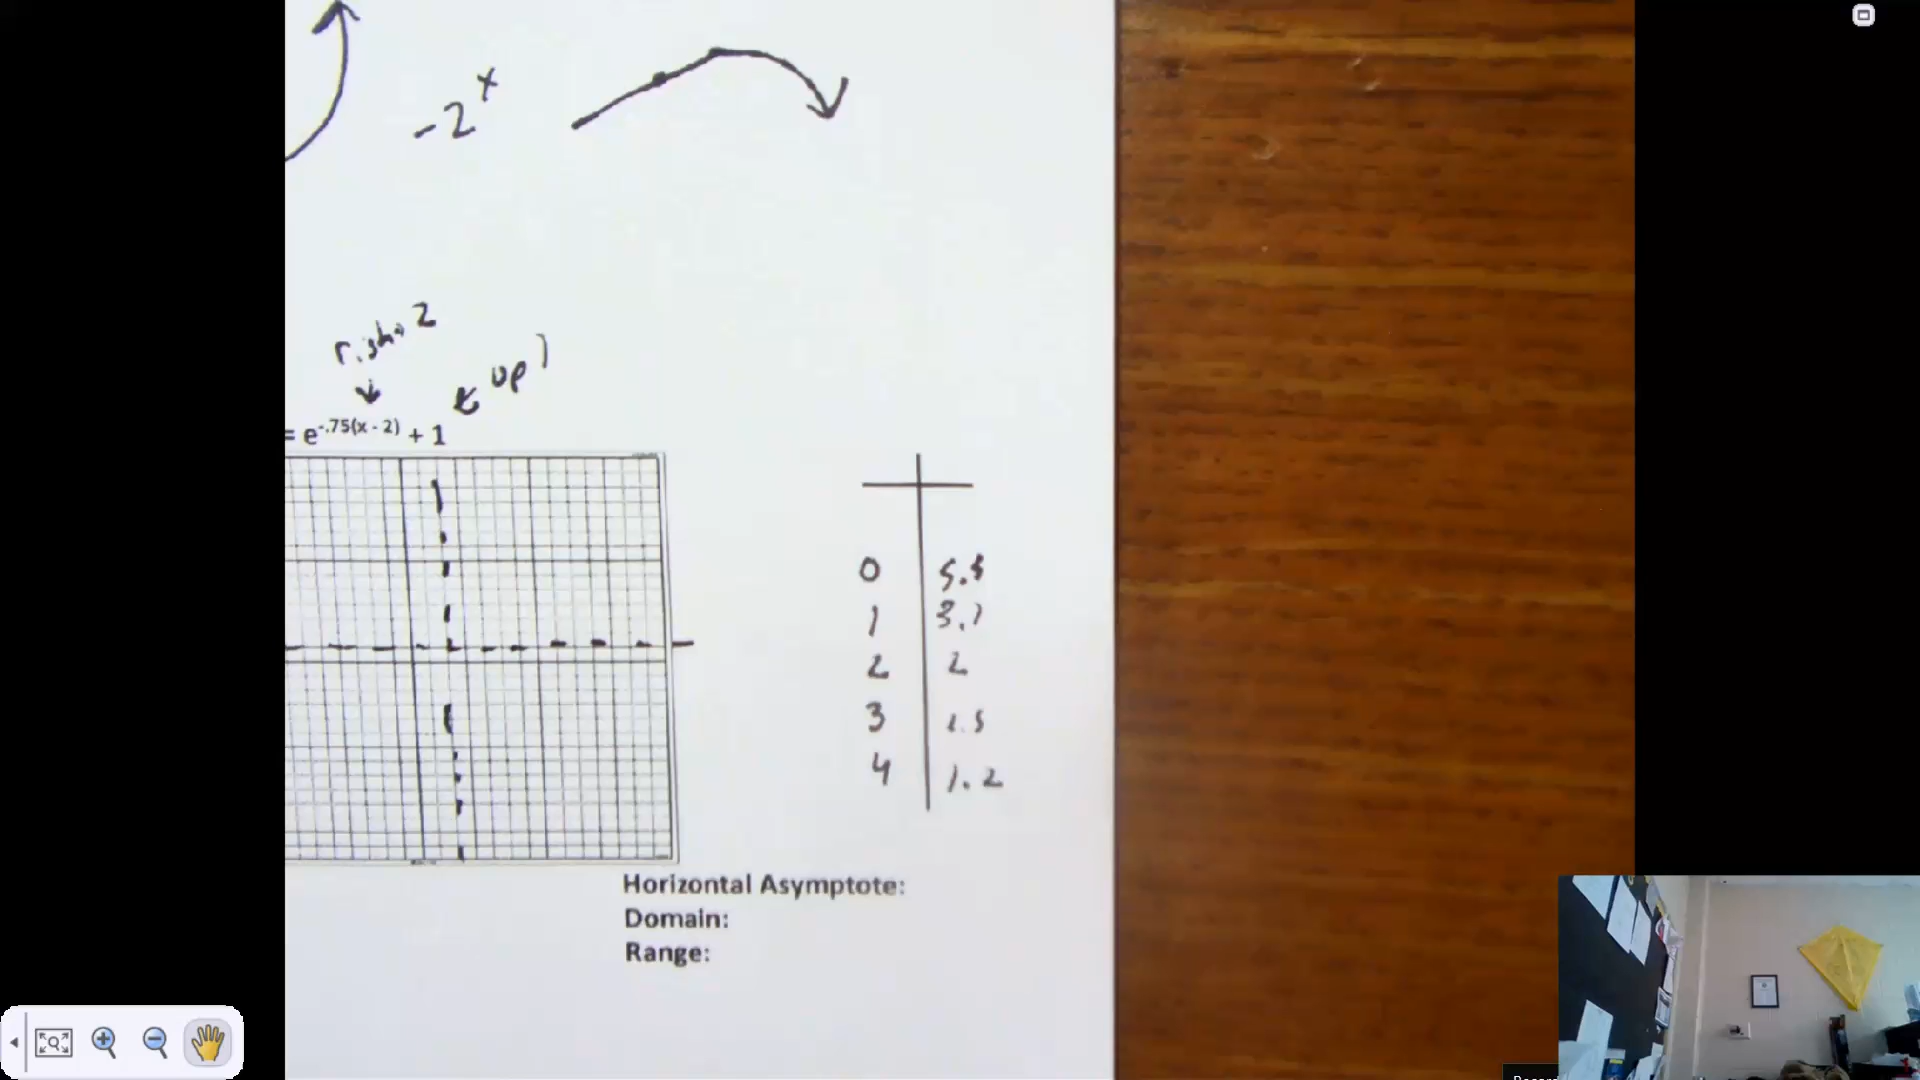 -2^x
right 2
up 1
= e^-.75(x - 2) + 1
0 5.5
1 3.1
2 2
3 1.5
4 1.2
Horizontal Asymptote:
Domain:
Range: